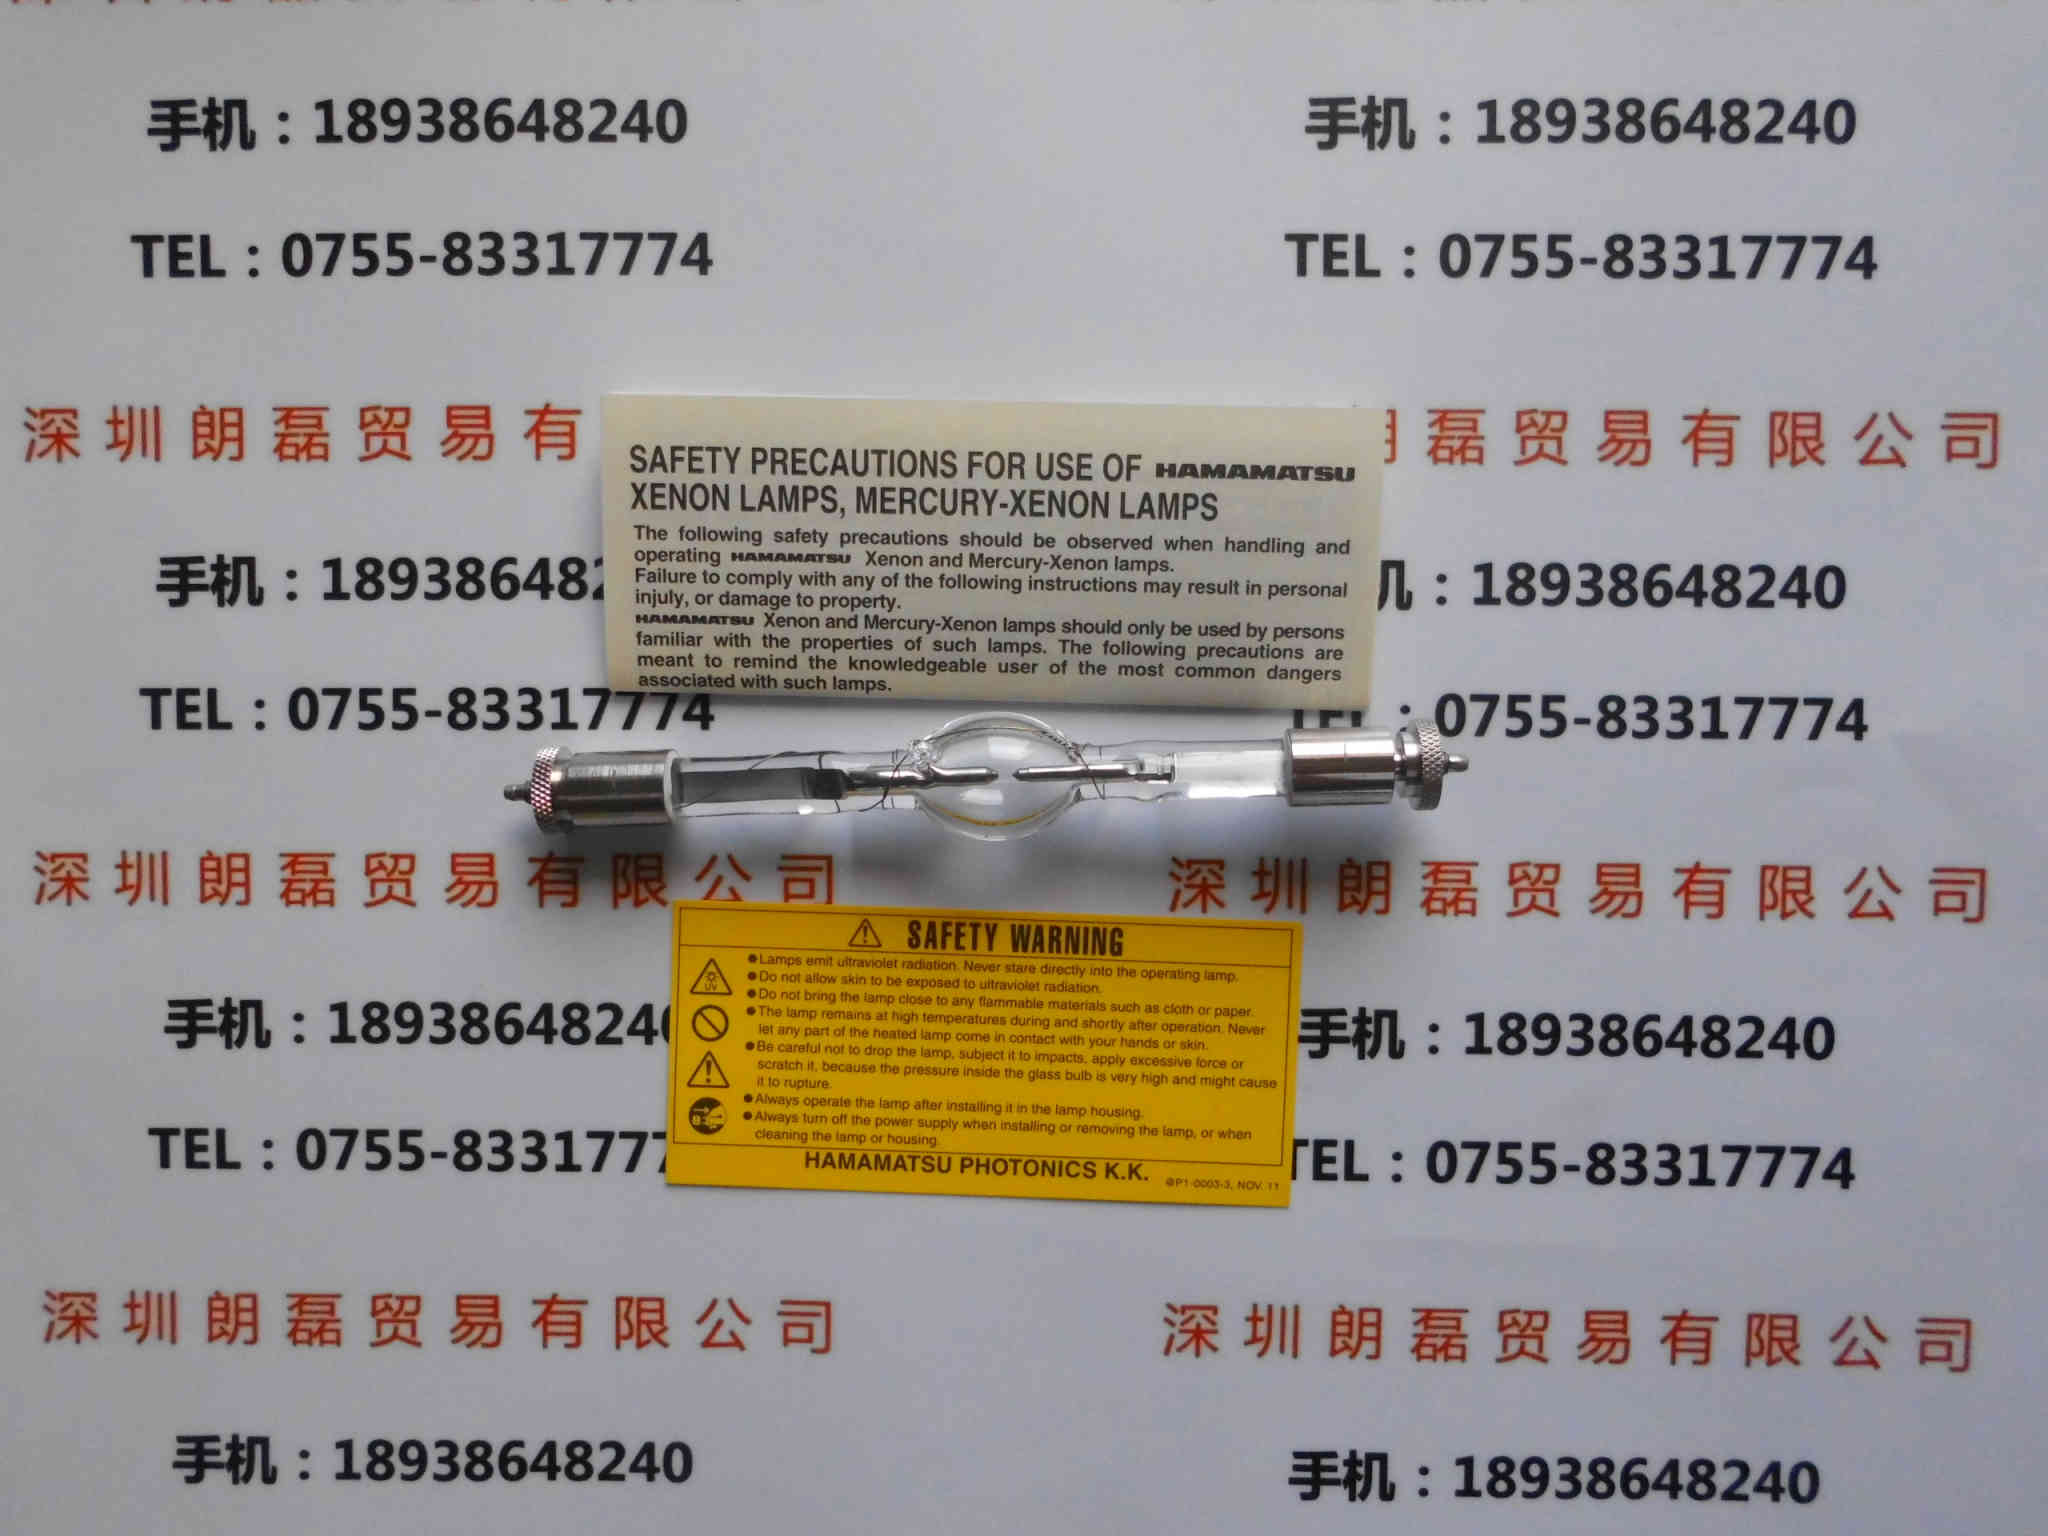 手机：18938648240
手机：18938648240
TEL：0755-83317774
TEL：0755-83317774
深圳朗磊贸易有
朗磊贸易有限公司
SAFETY PRECAUTIONS FOR USE OF HAMAMATSU
XENON LAMPS, MERCURY-XENON LAMPS
The following safety precautions should be observed when handling and
operating HAMAMATSU Xenon and Mercury-Xenon lamps.
Failure to comply with any of the following instructions may result in personal
injuly, or damage to property.
HAMAMATSU Xenon and Mercury-Xenon lamps should only be used by persons
familiar with the properties of such lamps. The following precautions are
meant to remind the knowledgeable user of the most common dangers
associated with such lamps.
手机：189386482
机：18938648240
TEL：0755-83317774
TEL：0755-83317774
深圳朗磊贸易有限公司
深圳朗磊贸易有限公司
SAFETY WARNING
●Lamps emit ultraviolet radiation. Never stare directly into the operating lamp.
●Do not allow skin to be exposed to ultraviolet radiation.
●Do not bring the lamp close to any flammable materials such as cloth or paper.
●The lamp remains at high temperatures during and shortly after operation. Never
let any part of the heated lamp come in contact with your hands or skin.
●Be careful not to drop the lamp, subject it to impacts, apply excessive force or
scratch it, because the pressure inside the glass bulb is very high and might cause
it to rupture.
●Always operate the lamp after installing it in the lamp housing.
●Always turn off the power supply when installing or removing the lamp, or when
cleaning the lamp or housing.
UV
HAMAMATSU PHOTONICS K.K.
@P1-0003-3, NOV. 11
手机：18938648240
手机：18938648240
TEL：0755-8331777
TEL：0755-83317774
深圳朗磊贸易有限公司
深圳朗磊贸易有限公司
手机：18938648240
手机：18938648240